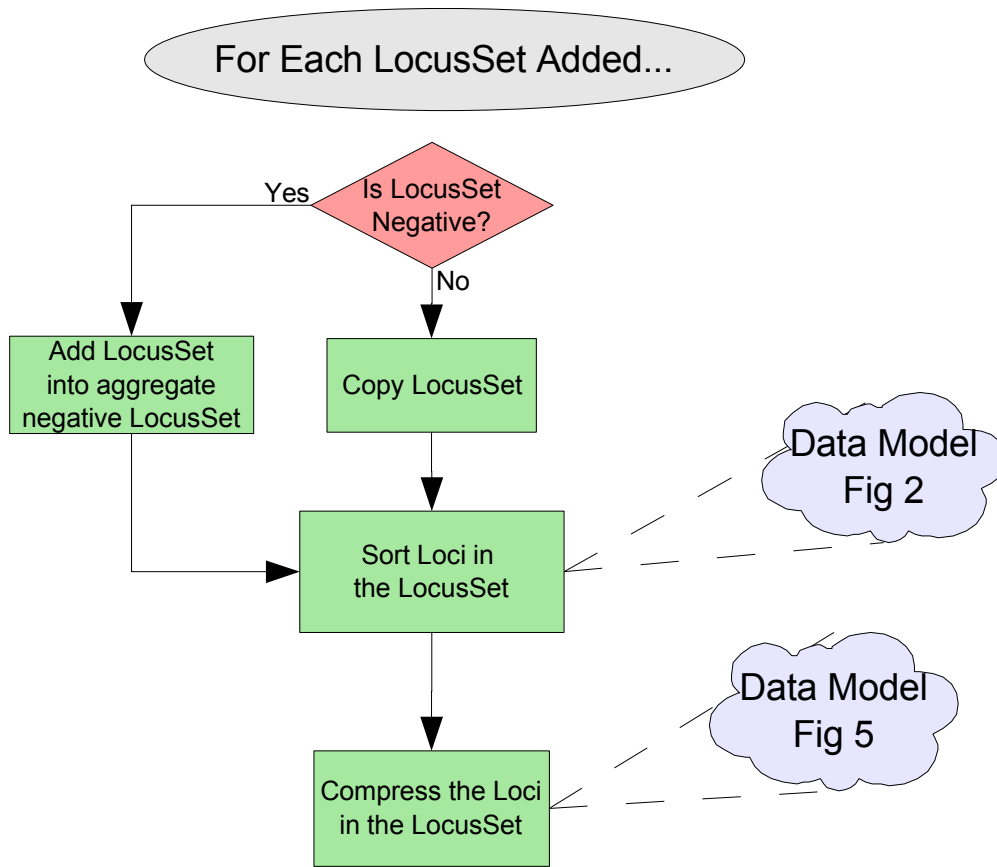 For Each LocusSet Added...
Is LocusSet
Negative?
Yes
No
Add LocusSet
into aggregate
negative LocusSet
Copy LocusSet
Data Model
Fig 2
Sort Loci in
the LocusSet
Data Model
Fig 5
Compress the Loci
in the LocusSet